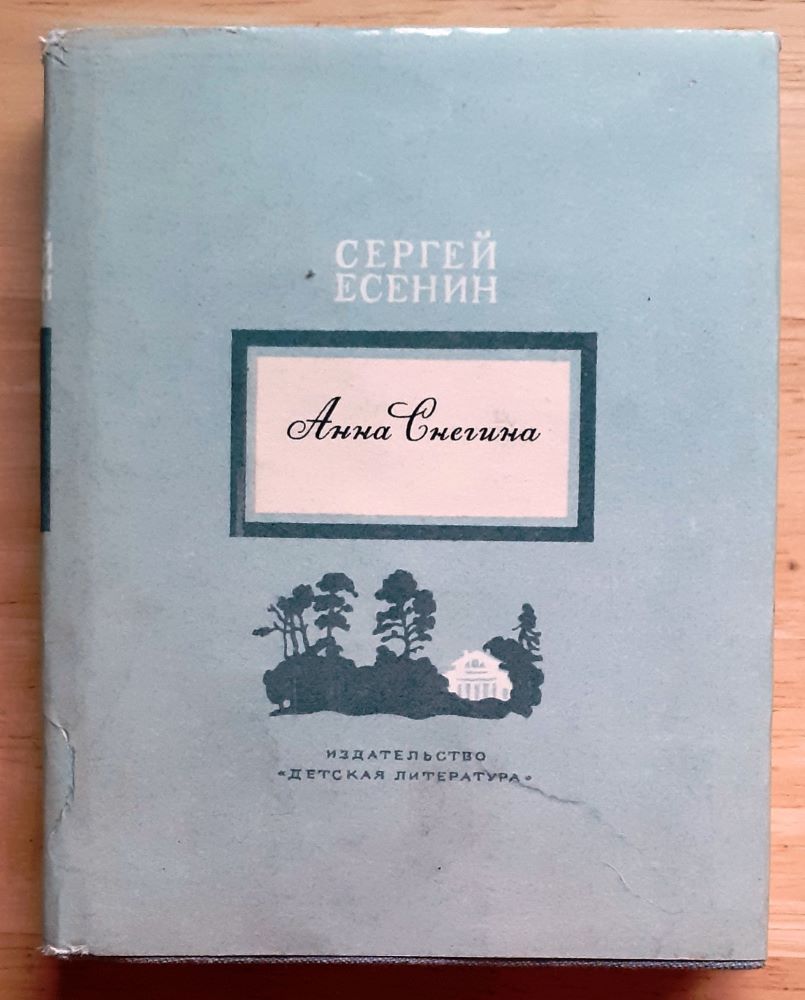 СЕРГЕЙ
ЕСЕНИН
Анна Снегина
ИЗДАТЕЛЬСТВО
«ДЕТСКАЯ ЛИТЕРАТУРА»